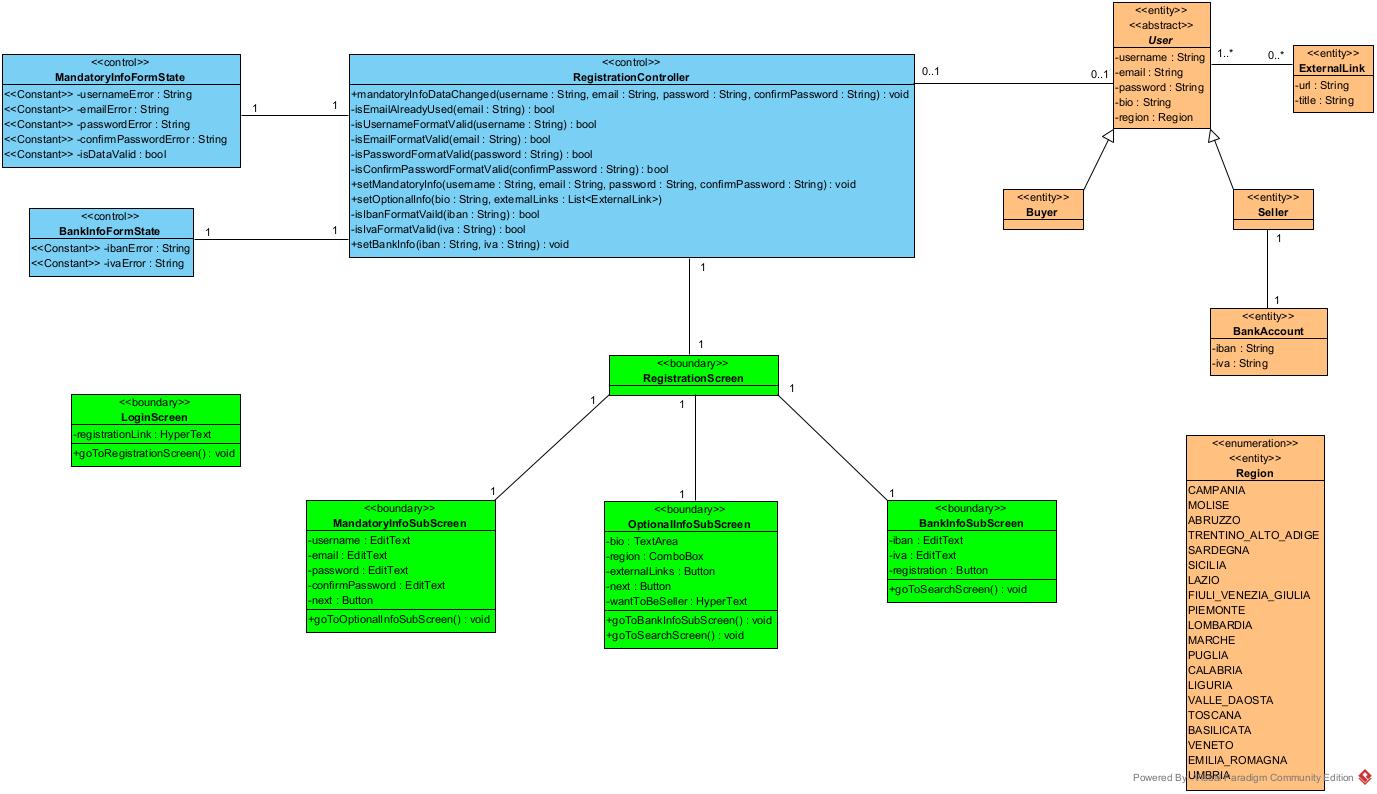 <<control>>
MandatoryInfoFormState
<<Constant>> -usernameError : String
<<Constant>> -emailError : String
<<Constant>> -passwordError : String
<<Constant>> -confirmPasswordError : String
<<Constant>> -isDataValid : bool
1
1
<<control>>
BankInfoFormState
<<Constant>> -ibanError : String
<<Constant>> -ivaError : String
1
1
<<control>>
RegistrationController
+mandatoryInfoDataChanged(username : String, email : String, password : String, confirmPassword : String) : void
-isEmailAlreadyUsed(email : String) : bool
-isUsernameFormatValid(username : String) : bool
-isEmailFormatValid(email : String) : bool
-isPasswordFormatValid(password : String) : bool
-isConfirmPasswordFormatValid(confirmPassword : String) : bool
+setMandatoryInfo(username : String, email : String, password : String, confirmPassword : String) : void
+setOptionalInfo(bio : String, externalLinks : List<ExternalLink>)
-isIbanFormatVaild(iban : String) : bool
-isIvaFormatValid(iva : String) : bool
+setBankInfo(iban : String, iva : String) : void
0..1
0..1
<<entity>>
<<abstract>>
User
-username : String
-email : String
-password : String
-bio : String
-region : Region
1..*
0..*
<<entity>>
ExternalLink
-url : String
-title : String
<<entity>>
Buyer
<<entity>>
Seller
1
1
<<entity>>
BankAccount
-iban : String
-iva : String
1
1
<<boundary>>
RegistrationScreen
1
1
1
<<boundary>>
LoginScreen
-registrationLink : HyperText
+goToRegistrationScreen() : void
1
1
1
<<boundary>>
MandatoryInfoSubScreen
-username : EditText
-email : EditText
-password : EditText
-confirmPassword : EditText
-next : Button
+goToOptionalInfoSubScreen() : void
<<boundary>>
OptionalInfoSubScreen
-bio : TextArea
-region : ComboBox
-externalLinks : Button
-next : Button
-wantToBeSeller : HyperText
+goToBankInfoSubScreen() : void
+goToSearchScreen() : void
<<boundary>>
BankInfoSubScreen
-iban : EditText
-iva : EditText
-registration : Button
+goToSearchScreen() : void
<<enumeration>>
<<entity>>
Region
CAMPANIA
MOLISE
ABRUZZO
TRENTINO_ALTO_ADIGE
SARDEGNA
SICILIA
LAZIO
FIULI_VENEZIA_GIULIA
PIEMONTE
LOMBARDIA
MARCHE
PUGLIA
CALABRIA
LIGURIA
VALLE_DAOSTA
TOSCANA
BASILICATA
VENETO
EMILIA_ROMAGNA
UMBRIA
Powered By Visual Paradigm Community Edition